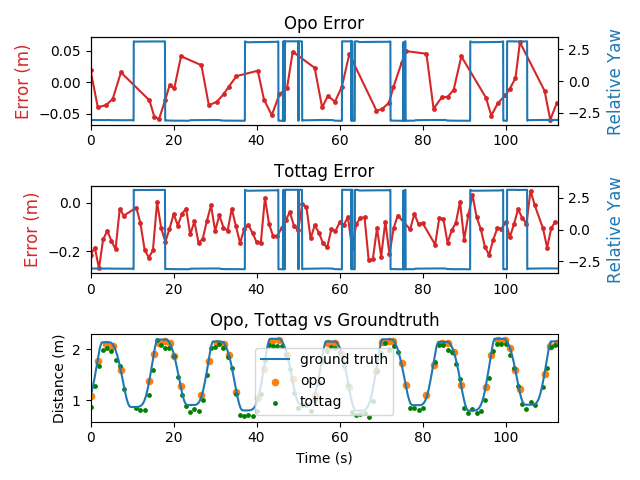 Opo Error
Error (m)
0.05
0.00
−0.05
2.5
0.0
−2.5
Relative Yaw
0 20 40 60 80 100
Tottag Error
Error (m)
0.0
−0.2
2.5
0.0
−2.5
Relative Yaw
0 20 40 60 80 100
Opo, Tottag vs Groundtruth
Distance (m)
2
1
ground truth
opo
tottag
0 20 40 60 80 100
Time (s)